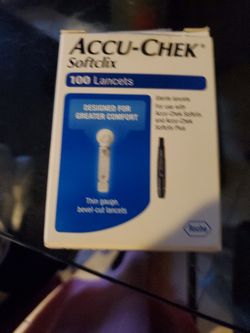 ACCU-CHEK®
Softclix
100 Lancets
DESIGNED FOR
GREATER COMFORT
Sterile lancets
For use with
Accu-Chek Softclix
and Accu-Chek
Softclix Plus
Thin gauge,
bevel-cut lancets
Roche